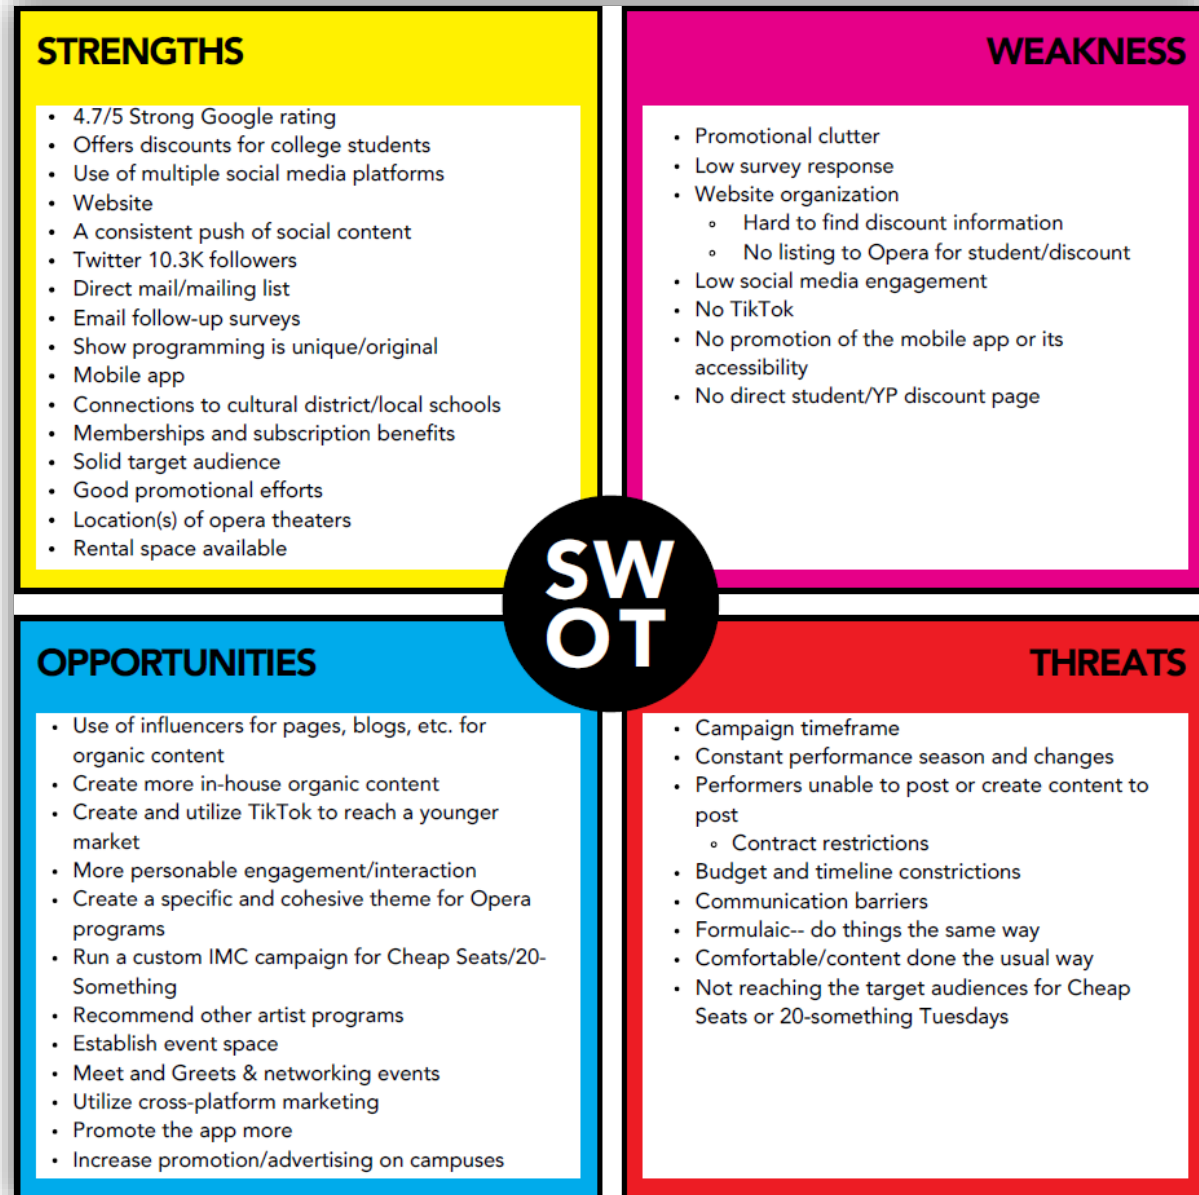 STRENGTHS
• 4.7/5 Strong Google rating
• Offers discounts for college students
• Use of multiple social media platforms
• Website
• A consistent push of social content
• Twitter 10.3K followers
• Direct mail/mailing list
• Email follow-up surveys
• Show programming is unique/original
• Mobile app
• Connections to cultural district/local schools
• Memberships and subscription benefits
• Solid target audience
• Good promotional efforts
• Location(s) of opera theaters
• Rental space available
WEAKNESS
• Promotional clutter
• Low survey response
• Website organization
◦ Hard to find discount information
◦ No listing to Opera for student/discount
• Low social media engagement
• No TikTok
• No promotion of the mobile app or its
accessibility
• No direct student/YP discount page
SW
OT
OPPORTUNITIES
• Use of influencers for pages, blogs, etc. for
organic content
• Create more in-house organic content
• Create and utilize TikTok to reach a younger
market
• More personable engagement/interaction
• Create a specific and cohesive theme for Opera
programs
• Run a custom IMC campaign for Cheap Seats/20-
Something
• Recommend other artist programs
• Establish event space
• Meet and Greets & networking events
• Utilize cross-platform marketing
• Promote the app more
• Increase promotion/advertising on campuses
THREATS
• Campaign timeframe
• Constant performance season and changes
• Performers unable to post or create content to
post
◦ Contract restrictions
• Budget and timeline constrictions
• Communication barriers
• Formulaic-- do things the same way
• Comfortable/content done the usual way
• Not reaching the target audiences for Cheap
Seats or 20-something Tuesdays